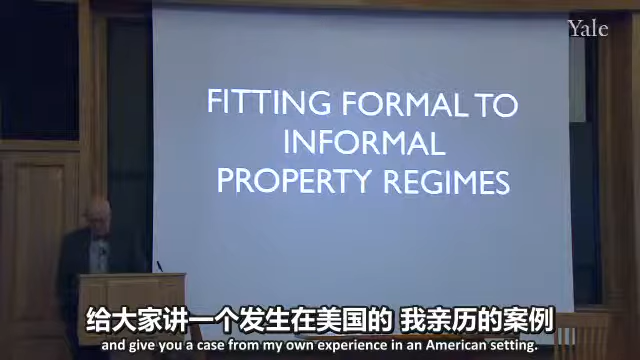 Yale
FITTING FORMAL TO
INFORMAL
PROPERTY REGIMES
给大家讲一个发生在美国的 我亲历的案例
and give you a case from my own experience in an American setting.